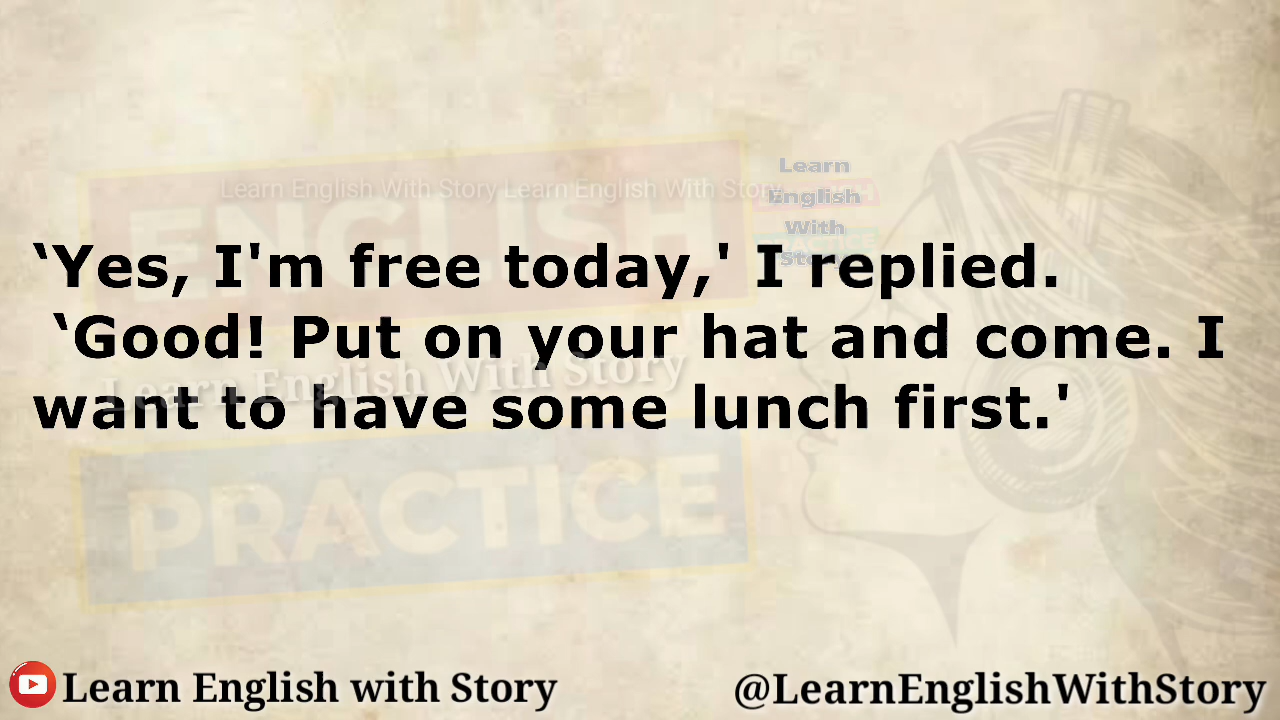 Learn English With Story Learn English With Story
Learn
English
With
Story
ENGLISH
‘Yes, I'm free today,' I replied.
‘Good! Put on your hat and come. I
want to have some lunch first.'
Learn English With Story
PRACTICE
Learn English with Story
@LearnEnglishWithStory